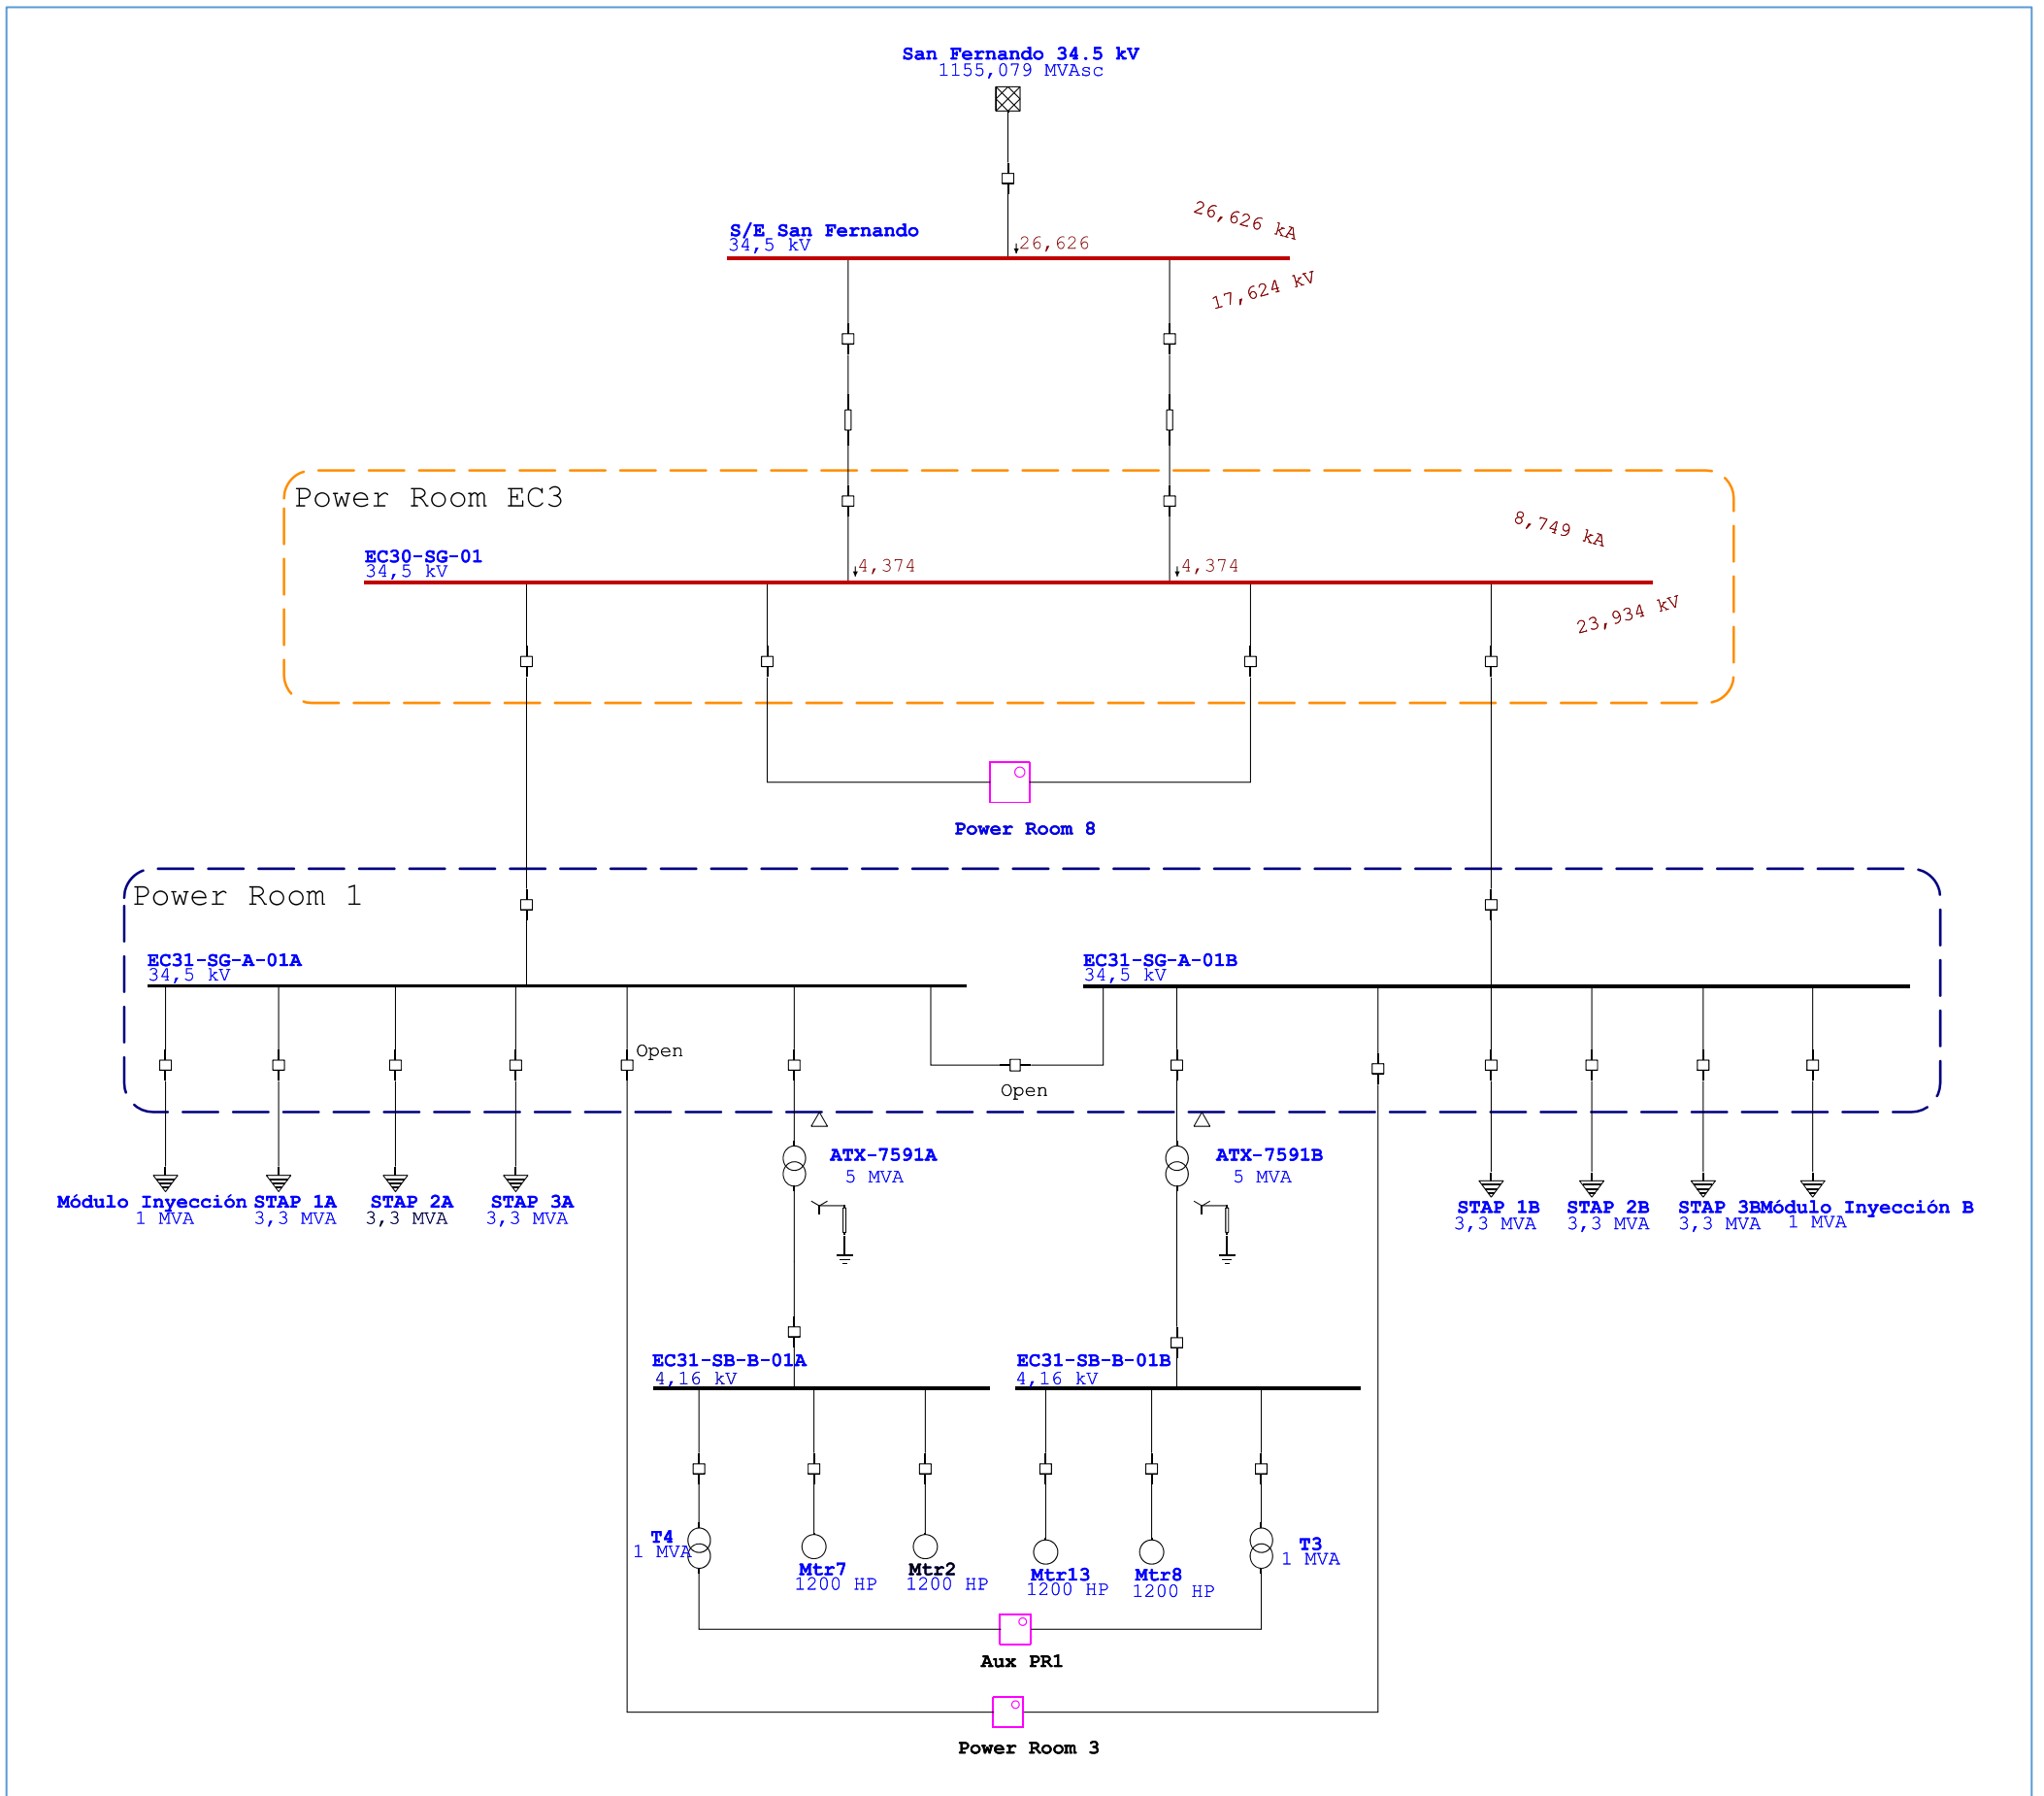 San Fernando 34.5 kV
1155,079 MVAsc
26,626 kA
S/E San Fernando
34,5 kV
26,626
17,624 kV
Power Room EC3
8,749 kA
EC30-SG-01
34,5 kV
4,374
4,374
23,934 kV
Power Room 8
Power Room 1
EC31-SG-A-01A
34,5 kV
EC31-SG-A-01B
34,5 kV
Open
Open
ATX-7591A
5 MVA
ATX-7591B
5 MVA
Módulo Inyección
1 MVA
STAP 1A
3,3 MVA
STAP 2A
3,3 MVA
STAP 3A
3,3 MVA
STAP 1B
3,3 MVA
STAP 2B
3,3 MVA
STAP 3B
3,3 MVA
Módulo Inyección B
1 MVA
EC31-SB-B-01A
4,16 kV
EC31-SB-B-01B
4,16 kV
T4
1 MVA
Mtr7
1200 HP
Mtr2
1200 HP
Mtr13
1200 HP
Mtr8
1200 HP
T3
1 MVA
Aux PR1
Power Room 3